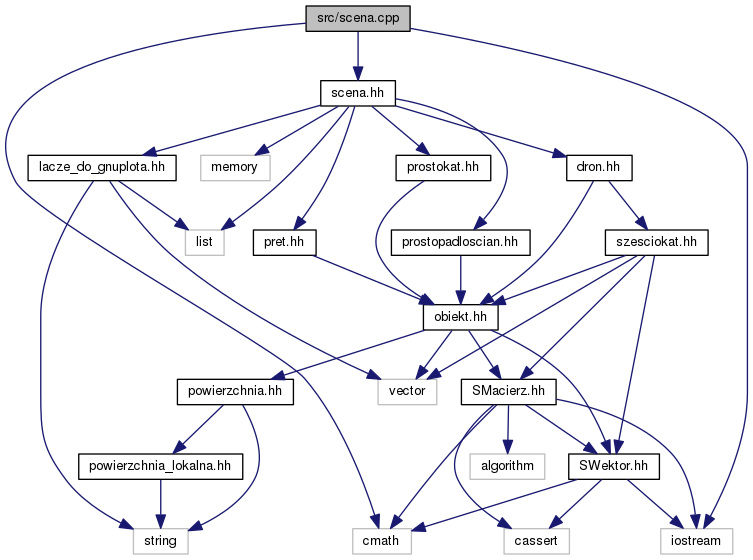 src/scena.cpp
scena.hh
lacze_do_gnuplota.hh
memory
prostokat.hh
dron.hh
list
pret.hh
prostopadloscian.hh
szesciokat.hh
obiekt.hh
powierzchnia.hh
vector
SMacierz.hh
powierzchnia_lokalna.hh
algorithm
SWektor.hh
string
cmath
cassert
iostream